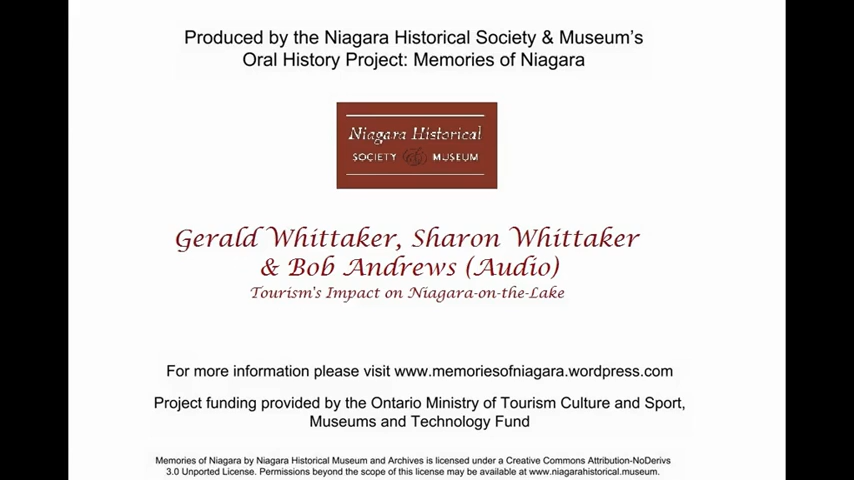 Produced by the Niagara Historical Society & Museum's
Oral History Project: Memories of Niagara
Niagara Historical
SOCIETY & MUSEUM
Gerald Whittaker, Sharon Whittaker
& Bob Andrews (Audio)
Tourism's Impact on Niagara-on-the-Lake
For more information please visit www.memoriesofniagara.wordpress.com
Project funding provided by the Ontario Ministry of Tourism Culture and Sport,
Museums and Technology Fund
Memories of Niagara by Niagara Historical Museum and Archives is licensed under a Creative Commons Attribution-NoDerivs
3.0 Unported License. Permissions beyond the scope of this license may be available at www.niagarahistorical.museum.